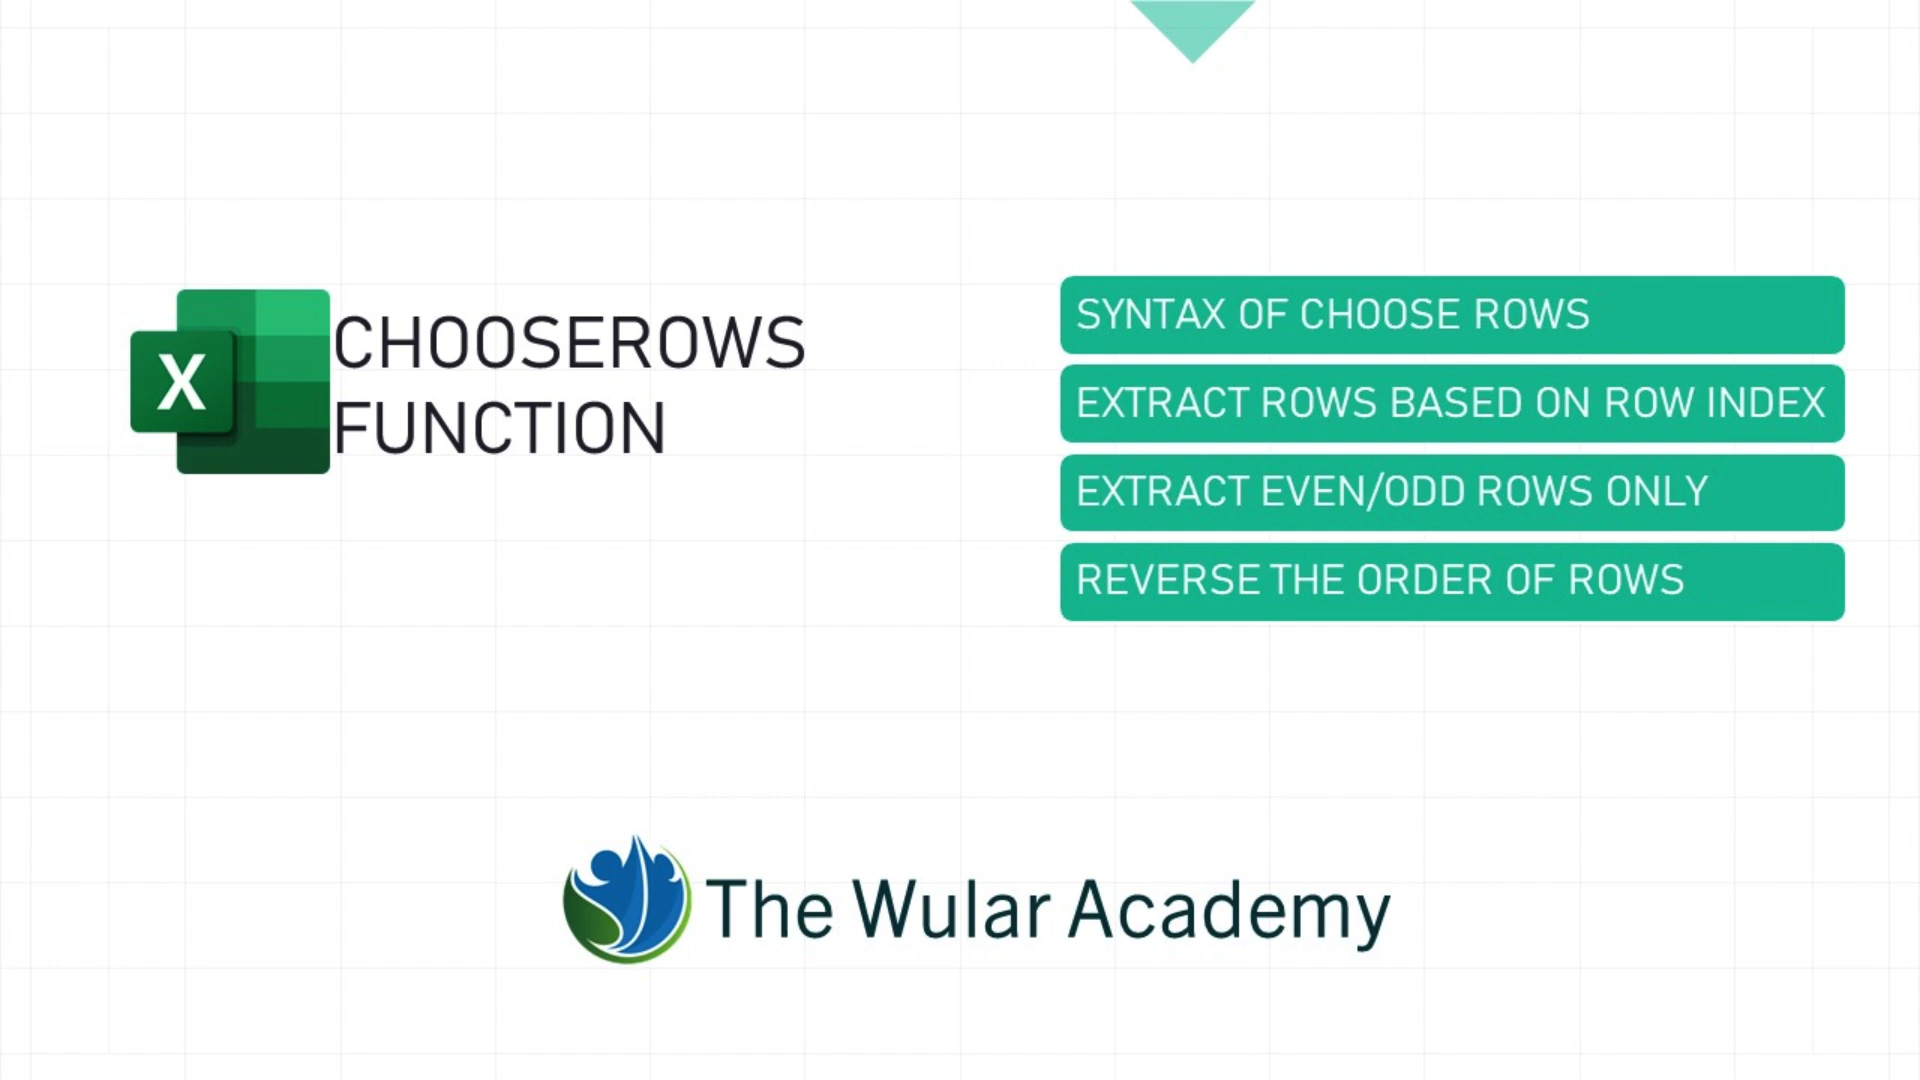 X
CHOOSEROWS
FUNCTION
SYNTAX OF CHOOSE ROWS
EXTRACT ROWS BASED ON ROW INDEX
EXTRACT EVEN/ODD ROWS ONLY
REVERSE THE ORDER OF ROWS
The Wular Academy